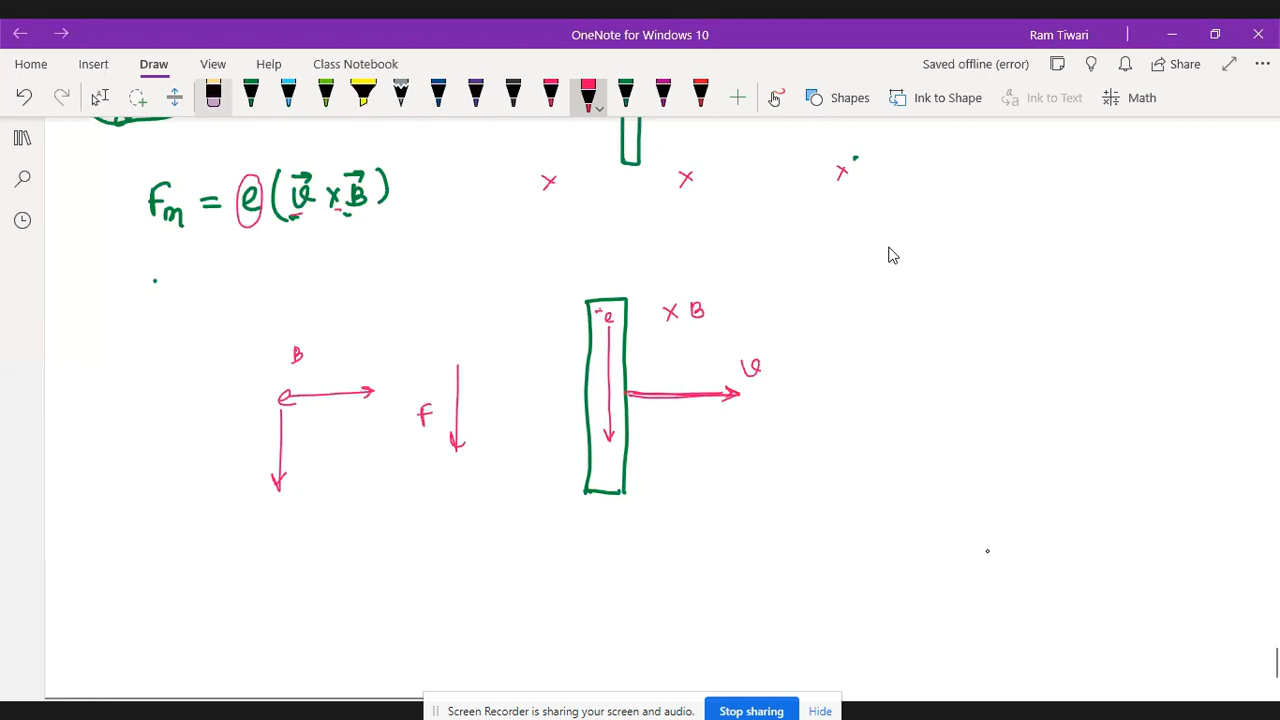 OneNote for Windows 10
Ram Tiwari
Home Insert Draw View Help Class Notebook
Saved offline (error)
Share
Shapes
Ink to Shape
Ink to Text
Math
Fm = e (v⃗ × B⃗)
x x x
-e
x B
B
v
e
F
Screen Recorder is sharing your screen and audio.
Stop sharing
Hide